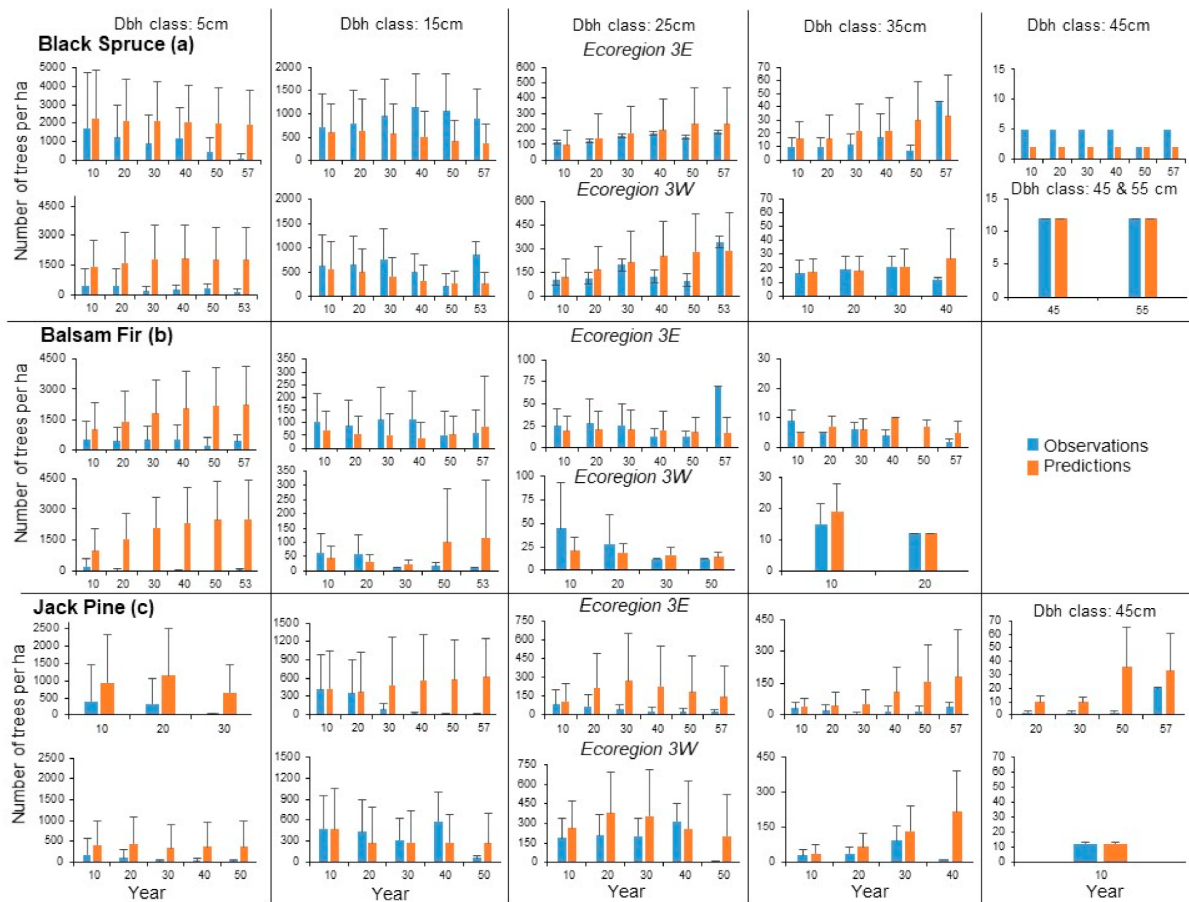 Dbh class: 5cm Dbh class: 15cm Dbh class: 25cm Dbh class: 35cm Dbh class: 45cm
Black Spruce (a) Ecoregion 3E
Number of trees per ha
5000 2000 600 70 15
4000 1500 500 60 10
3000 1000 400 50 5
2000 500 300 40 0
1000 0 200 30
0 100 20
0 10
0
10 20 30 40 50 57 10 20 30 40 50 57 10 20 30 40 50 57 10 20 30 40 50 57 10 20 30 40 50 57
Ecoregion 3W Dbh class: 45 & 55 cm
4500 2000 600 70 15
3000 1500 450 60 10
1500 1000 300 50 5
0 500 150 40 0
0 0 30
20
10
0
10 20 30 40 50 53 10 20 30 40 50 53 10 20 30 40 50 53 10 20 30 40 45 55
Balsam Fir (b) Ecoregion 3E
Number of trees per ha
4500 350 100 30
3000 300 75 20
1500 250 50 10
0 200 25 0
150 0
100
50
0
10 20 30 40 50 57 10 20 30 40 50 57 10 20 30 40 50 57 10 20 30 40 50 57
Observations
Predictions
Ecoregion 3W
4500 350 100 30
3000 300 75 20
1500 250 50 10
0 200 25 0
150 0
100
50
0
10 20 30 40 50 53 10 20 30 50 53 10 20 30 50 10 20
Jack Pine (c) Ecoregion 3E Dbh class: 45cm
Number of trees per ha
2500 1500 750 450 70
2000 1200 600 300 60
1500 900 450 150 50
1000 600 300 0 40
500 300 150 30
0 0 0 20
10
0
10 20 30 10 20 30 40 50 57 10 20 30 40 50 57 10 20 30 40 50 57 20 30 50 57
Ecoregion 3W
2500 1500 750 450 70
2000 1200 600 300 60
1500 900 450 150 50
1000 600 300 0 40
500 300 150 30
0 0 0 20
10
0
10 20 30 40 50 10 20 30 40 50 10 20 30 40 50 10 20 30 40 10
Year Year Year Year Year